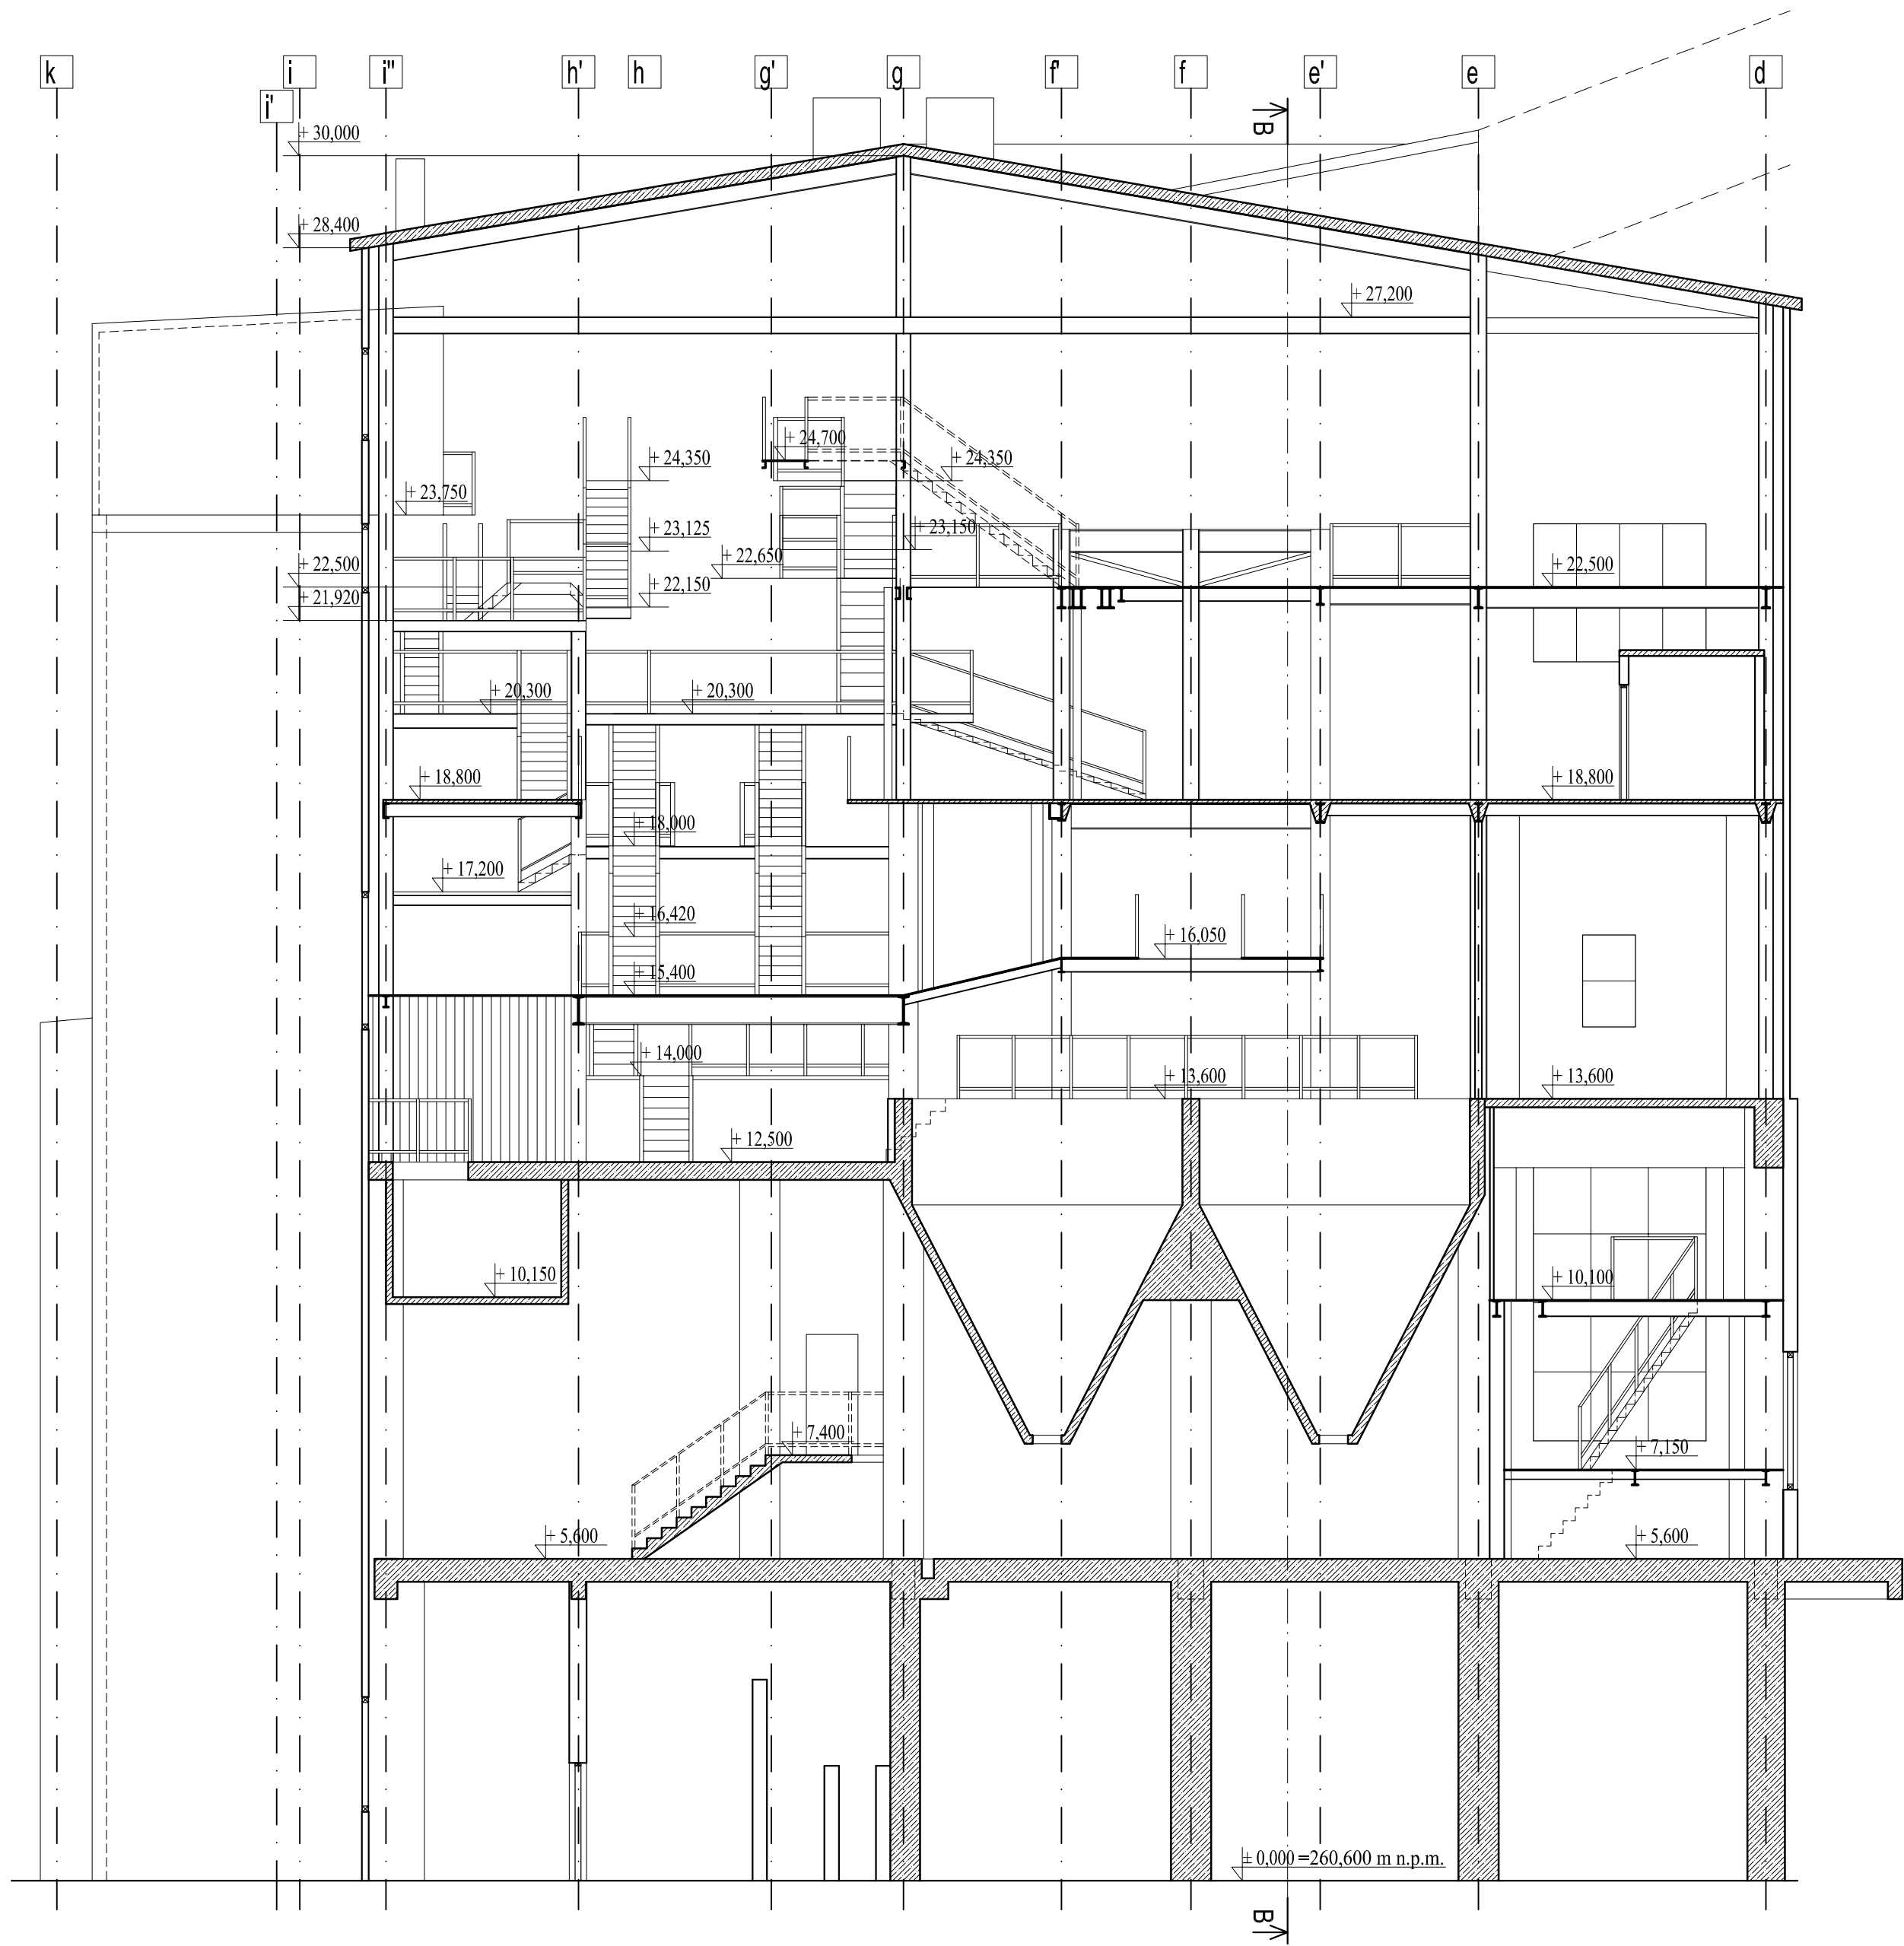 k
i
i'
i"
h'
h
g'
g
f'
f
e'
e
d
B
+ 30,000
+ 28,400
+ 27,200
+ 24,700
+ 24,350
+ 24,350
+ 23,750
+ 23,125
+ 23,150
+ 22,650
+ 22,500
+ 22,150
+ 22,500
+ 21,920
+ 20,300
+ 20,300
+ 18,800
+ 18,800
+ 18,000
+ 17,200
+ 16,420
+ 16,050
+ 15,400
+ 14,000
+ 13,600
+ 13,600
+ 12,500
+ 10,150
+ 10,100
+ 7,400
+ 7,150
+ 5,600
+ 5,600
± 0,000 =260,600 m n.p.m.
B